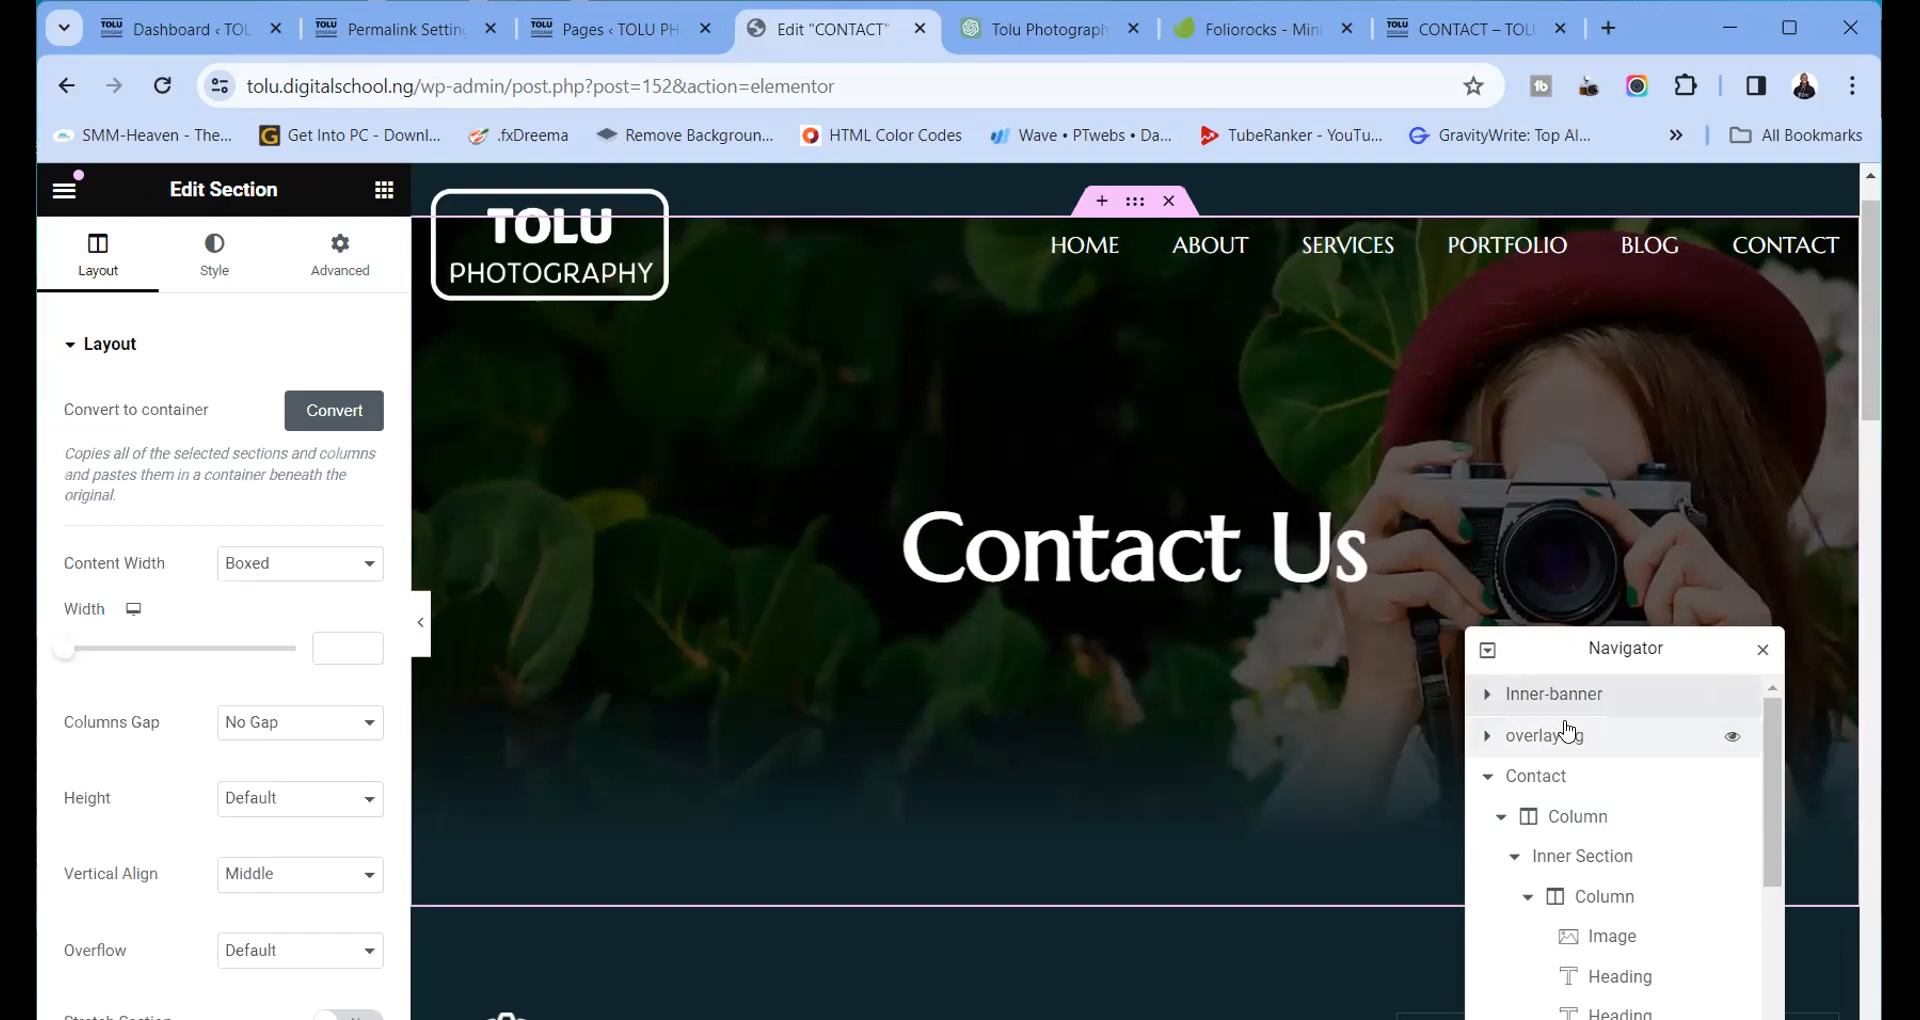 Dashboard ‹ TOL
Permalink Setting
Pages ‹ TOLU PH
Edit "CONTACT"
Tolu Photograph
Foliorocks - Mini
CONTACT – TOL
tolu.digitalschool.ng/wp-admin/post.php?post=152&action=elementor
SMM-Heaven - The...
Get Into PC - Downl...
.fxDreema
Remove Backgroun...
HTML Color Codes
Wave • PTwebs • Da...
TubeRanker - YouTu...
GravityWrite: Top AI...
»
All Bookmarks
Edit Section
Layout
Style
Advanced
Layout
Convert to container
Convert
Copies all of the selected sections and columns
and pastes them in a container beneath the
original.
Content Width
Boxed
Width
Columns Gap
No Gap
Height
Default
Vertical Align
Middle
Overflow
Default
TOLU
PHOTOGRAPHY
HOME
ABOUT
SERVICES
PORTFOLIO
BLOG
CONTACT
Contact Us
Navigator
Inner-banner
Contact
Column
Inner Section
Column
Image
Heading
Heading